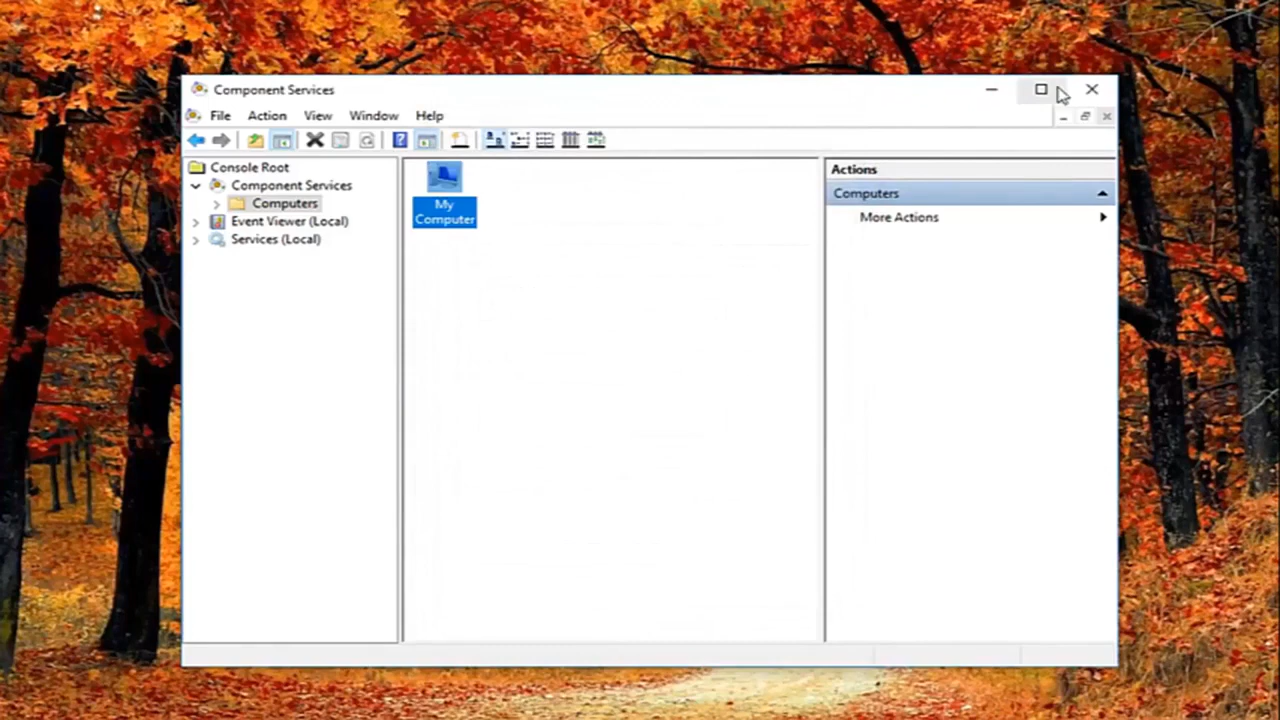 Component Services
File Action View Window Help
Console Root
Component Services
Computers
Event Viewer (Local)
Services (Local)
My
Computer
Actions
Computers
More Actions